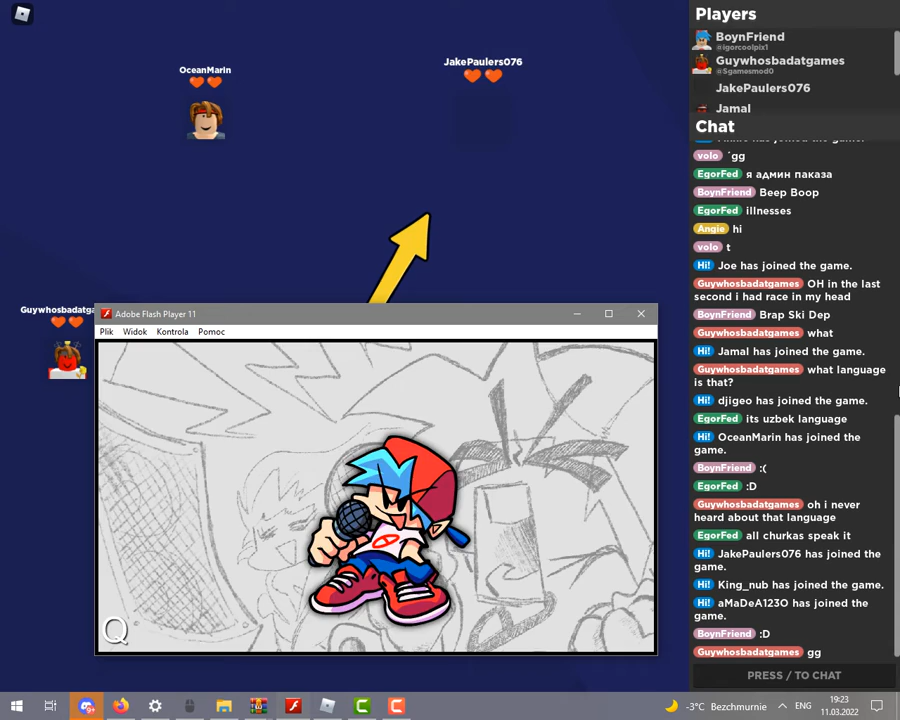 Players
BoynFriend
@igorcoolpix1
Guywhosbadatgames
@Sgamesmod0
JakePaulers076
Jamal
OceanMarin
JakePaulers076
Chat
has joined the game.
volo ˙gg
EgorFed я админ паказа
BoynFriend Beep Boop
EgorFed illnesses
Angie hi
volo t
Hi! Joe has joined the game.
Guywhosbadatgames OH in the last
second i had race in my head
BoynFriend Brap Ski Dep
Guywhosbadatgames what
Hi! Jamal has joined the game.
Guywhosbadatgames what language
is that?
Hi! djigeo has joined the game.
EgorFed its uzbek language
Hi! OceanMarin has joined the
game.
BoynFriend :(
EgorFed :D
Guywhosbadatgames oh i never
heard about that language
EgorFed all churkas speak it
Hi! JakePaulers076 has joined the
game.
Hi! King_nub has joined the game.
Hi! aMaDeA123O has joined the
game.
BoynFriend :D
Guywhosbadatgames gg
PRESS / TO CHAT
Guywhosbadatga
Adobe Flash Player 11
Plik Widok Kontrola Pomoc
Q
-3°C Bezchmurnie ENG
19:23
11.03.2022